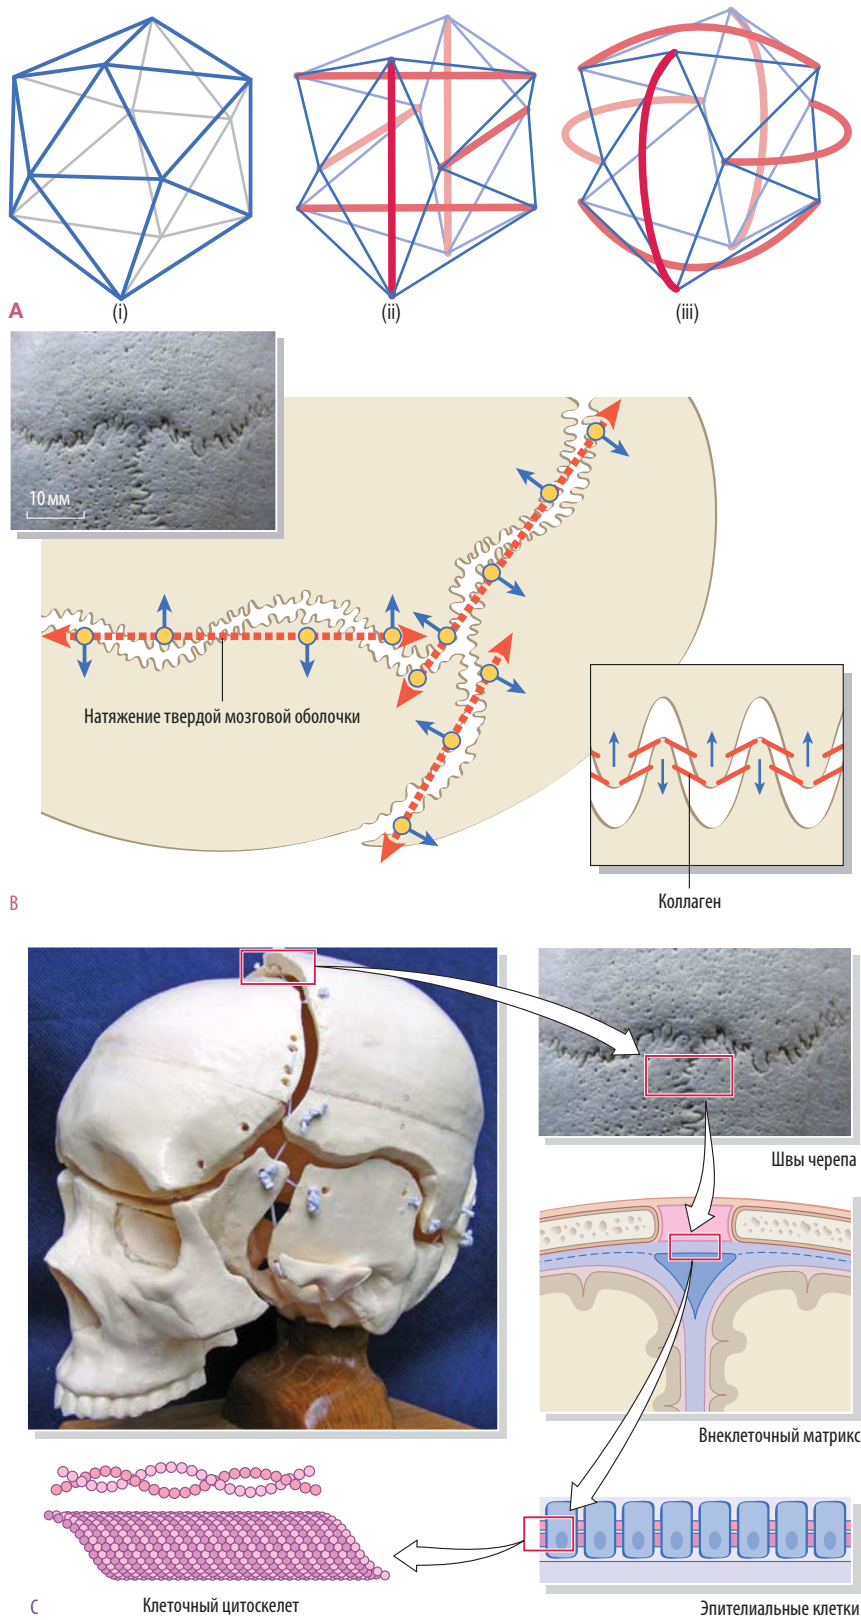 (i)
(ii)
(iii)
A
10 мм
Натяжение твердой мозговой оболочки
Коллаген
B
Швы черепа
Внеклеточный матрикс
Клеточный цитоскелет
Эпителиальные клетки
C